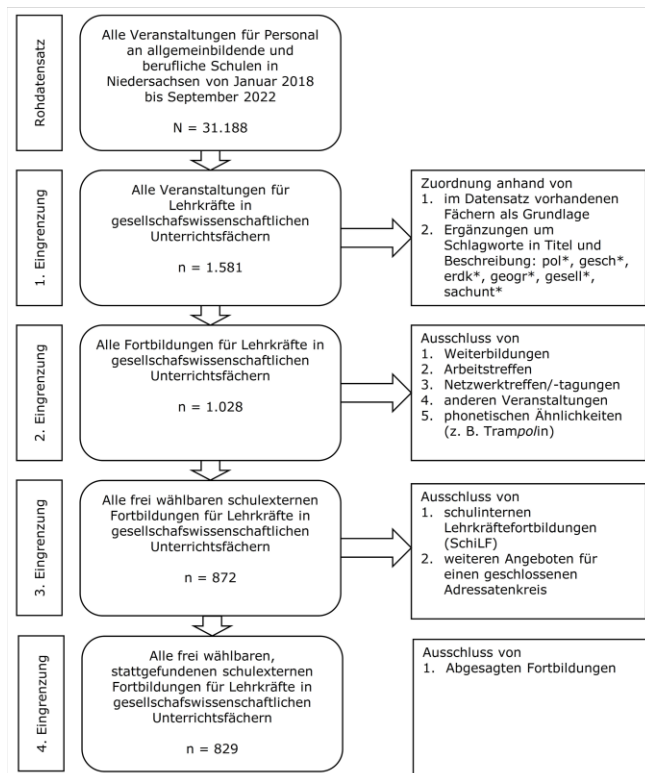 Rohdatensatz
Alle Veranstaltungen für Personal
an allgemeinbildende und
berufliche Schulen in
Niedersachsen von Januar 2018
bis September 2022
N = 31.188
1. Eingrenzung
Alle Veranstaltungen für
Lehrkräfte in
gesellschaftswissenschaftlichen
Unterrichtsfächern
n = 1.581
Zuordnung anhand von
1. im Datensatz vorhandenen
Fächern als Grundlage
2. Ergänzungen um
Schlagworte in Titel und
Beschreibung: pol*, gesch*,
erdk*, geogr*, gesell*,
sachunt*
2. Eingrenzung
Alle Fortbildungen für Lehrkräfte in
gesellschafswissenschaftlichen
Unterrichtsfächern
n = 1.028
Ausschluss von
1. Weiterbildungen
2. Arbeitstreffen
3. Netzwerktreffen/-tagungen
4. anderen Veranstaltungen
5. phonetischen Ähnlichkeiten
(z. B. Trampolin)
3. Eingrenzung
Alle frei wählbaren schulexternen
Fortbildungen für Lehrkräfte in
gesellschaftswissenschaftlichen
Unterrichtsfächern
n = 872
Ausschluss von
1. schulinternen
Lehrkräftefortbildungen
(SchiLF)
2. weiteren Angeboten für
einen geschlossenen
Adressatenkreis
4. Eingrenzung
Alle frei wählbaren,
stattgefundenen schulexternen
Fortbildungen für Lehrkräfte in
gesellschaftswissenschaftlichen
Unterrichtsfächern
n = 829
Ausschluss von
1. Abgesagten Fortbildungen